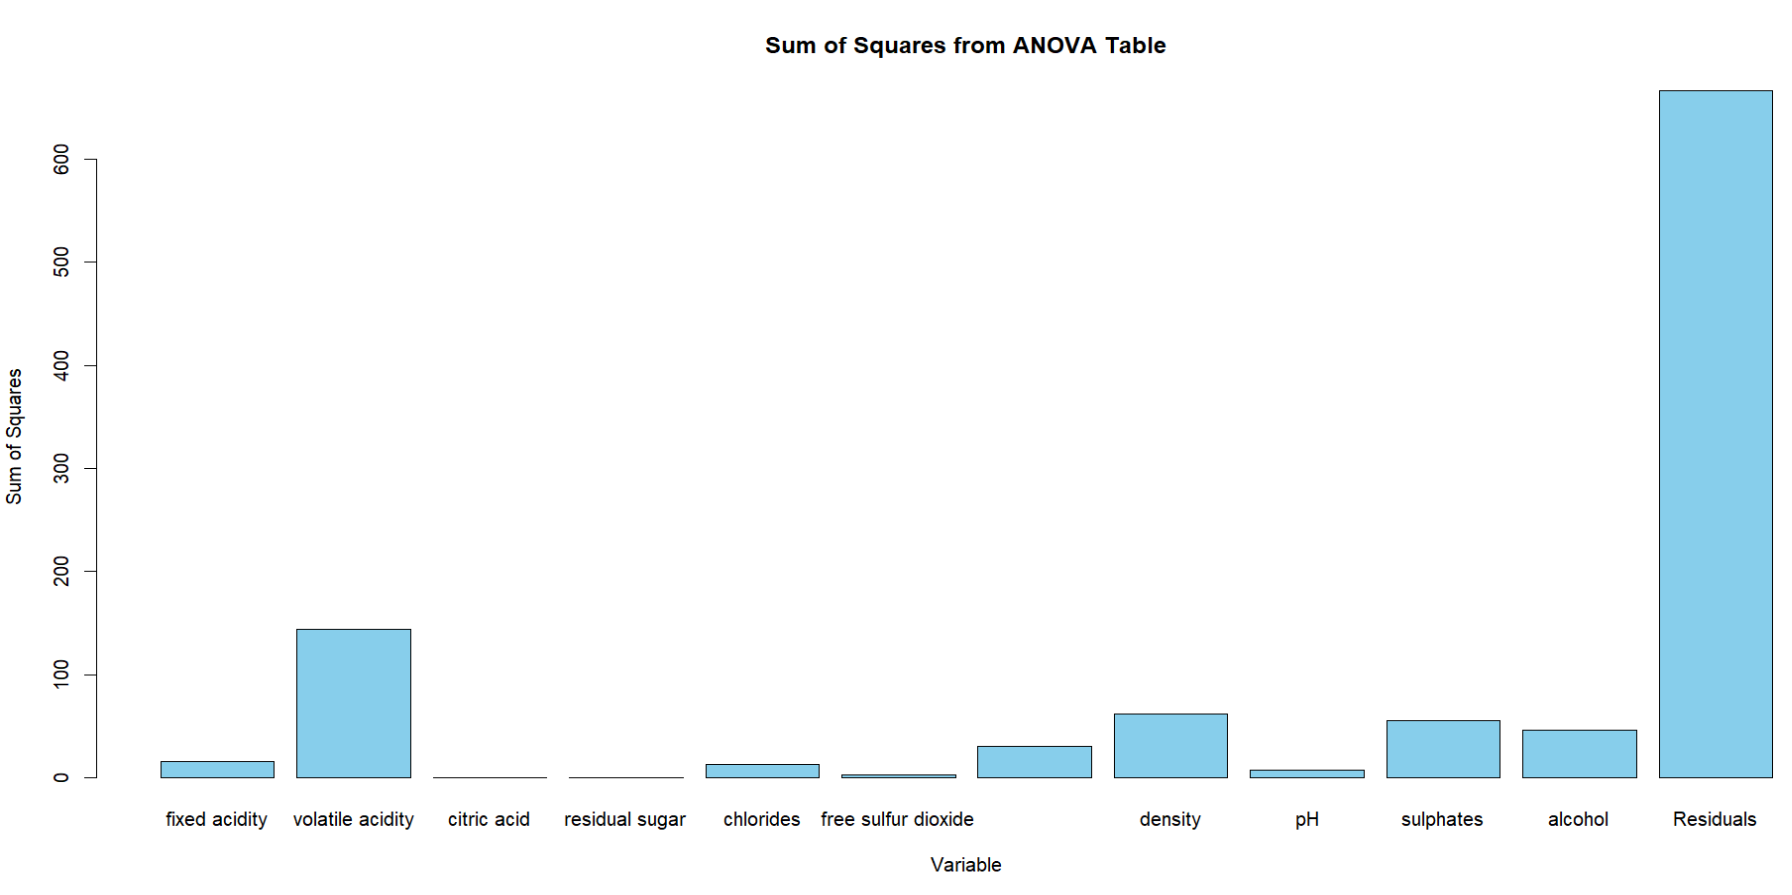 Sum of Squares from ANOVA Table
Sum of Squares
600
500
400
300
200
100
0
fixed acidity volatile acidity citric acid residual sugar chlorides free sulfur dioxide density pH sulphates alcohol Residuals
Variable